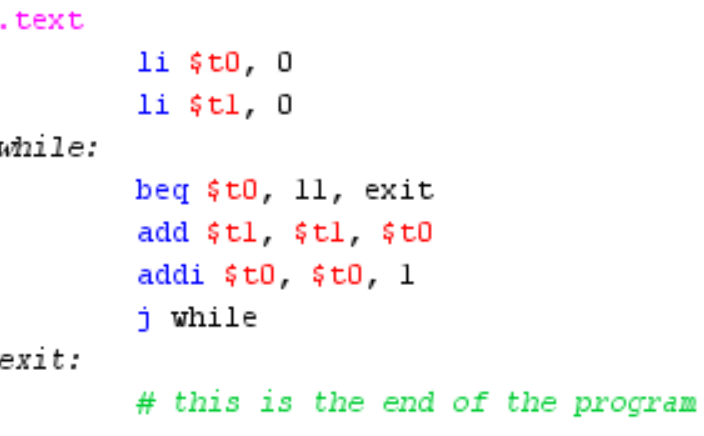 .text
li $t0, 0
li $t1, 0
while:
beq $t0, 11, exit
add $t1, $t1, $t0
addi $t0, $t0, 1
j while
exit:
# this is the end of the program